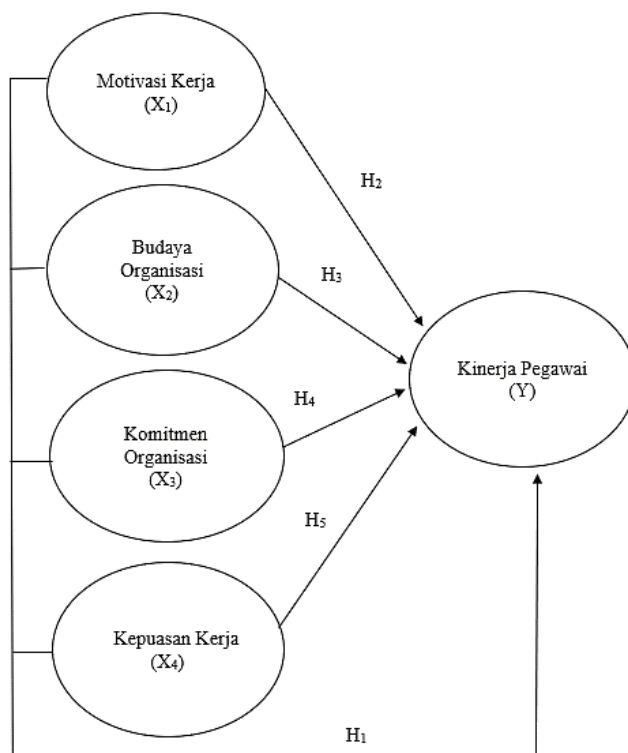 Motivasi Kerja
(X₁)
H₂
Budaya
Organisasi
(X₂)
H₃
Kinerja Pegawai
(Y)
H₄
Komitmen
Organisasi
(X₃)
H₅
Kepuasan Kerja
(X₄)
H₁